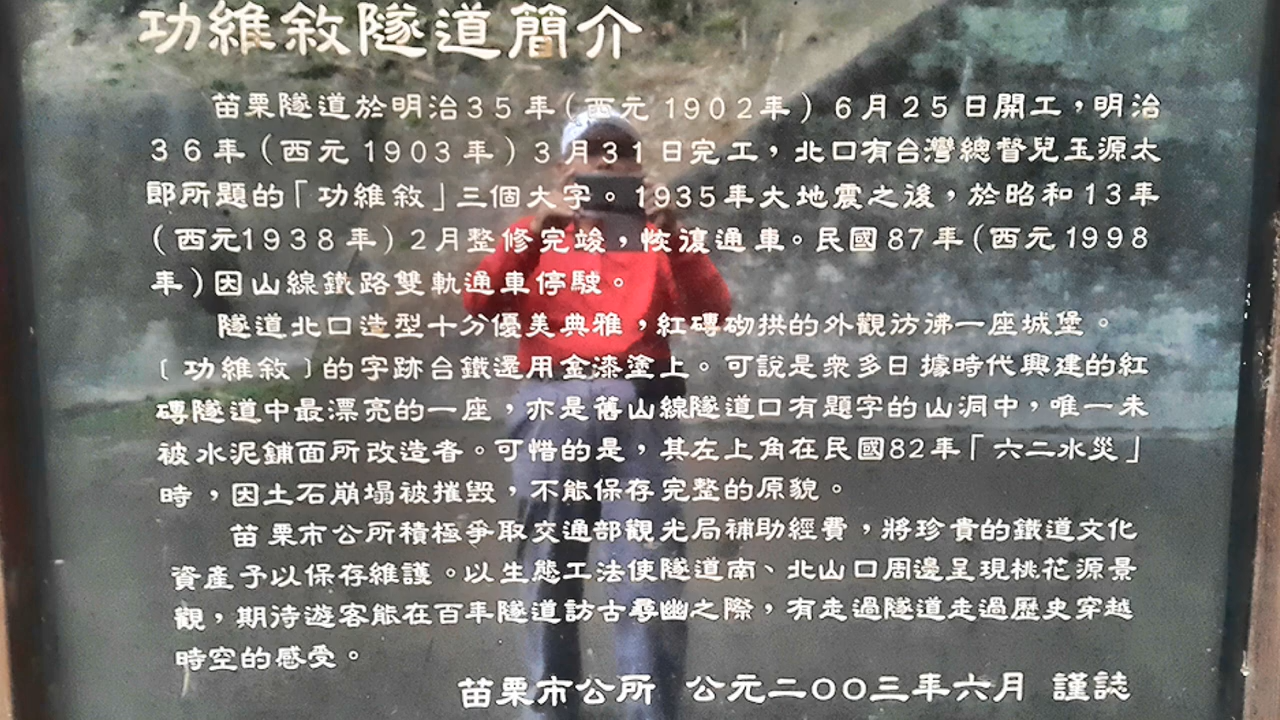 功維敘隧道簡介
苗栗隧道於明治35年(西元1902年)6月25日開工,明治
36年(西元1903年)3月31日完工,北口有台灣總督兒玉源太
郎所題的「功維敘」三個大字。1935年大地震之後,於昭和13年
(西元1938年)2月整修完竣,恢復通車。民國87年(西元1998
年)因山線鐵路雙軌通車停駛。
隧道北口造型十分優美典雅,紅磚砌拱的外觀彷彿一座城堡。
〔功維敘〕的字跡台鐵還用金漆塗上。可說是衆多日據時代興建的紅
磚隧道中最漂亮的一座,亦是舊山線隧道口有題字的山洞中,唯一未
被水泥鋪面所改造者。可惜的是,其左上角在民國82年「六二水災」
時,因土石崩塌被摧毀,不能保存完整的原貌。
苗栗市公所積極爭取交通部觀光局補助經費,將珍貴的鐵道文化
資產予以保存維護。以生態工法使隧道南、北山口周邊呈現桃花源景
觀,期待遊客能在百年隧道訪古尋幽之際,有走過隧道走過歷史穿越
時空的感受。
苗栗市公所 公元二○○三年六月 謹誌